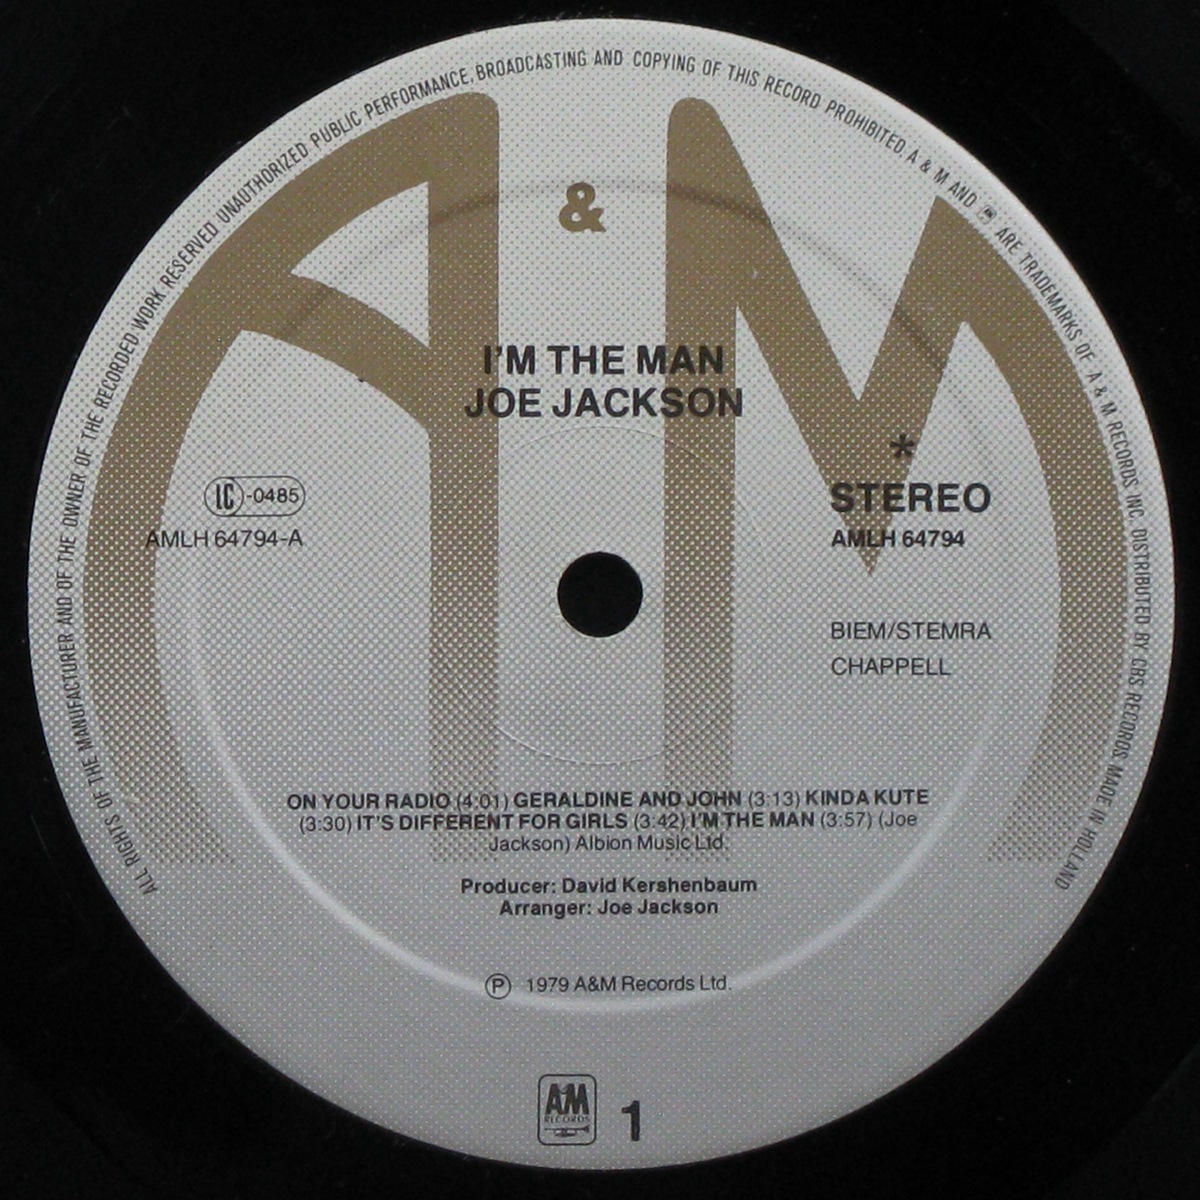 ALL RIGHTS OF THE MANUFACTURER AND OF THE OWNER OF THE RECORDED WORK RESERVED UNAUTHORIZED PUBLIC PERFORMANCE, BROADCASTING AND COPYING OF THIS RECORD PROHIBITED. A & M AND AM ARE TRADEMARKS OF A & M RECORDS INC. DISTRIBUTED BY CBS RECORDS MADE IN HOLLAND
A & M
I'M THE MAN
JOE JACKSON
LC-0485
AMLH 64794-A
*
STEREO
AMLH 64794
BIEM/STEMRA
CHAPPELL
ON YOUR RADIO (4:01) GERALDINE AND JOHN (3:13) KINDA KUTE
(3:30) IT'S DIFFERENT FOR GIRLS (3:42) I'M THE MAN (3:57) (Joe
Jackson) Albion Music Ltd.
Producer: David Kershenbaum
Arranger: Joe Jackson
Ⓟ 1979 A&M Records Ltd.
AM
RECORDS
1